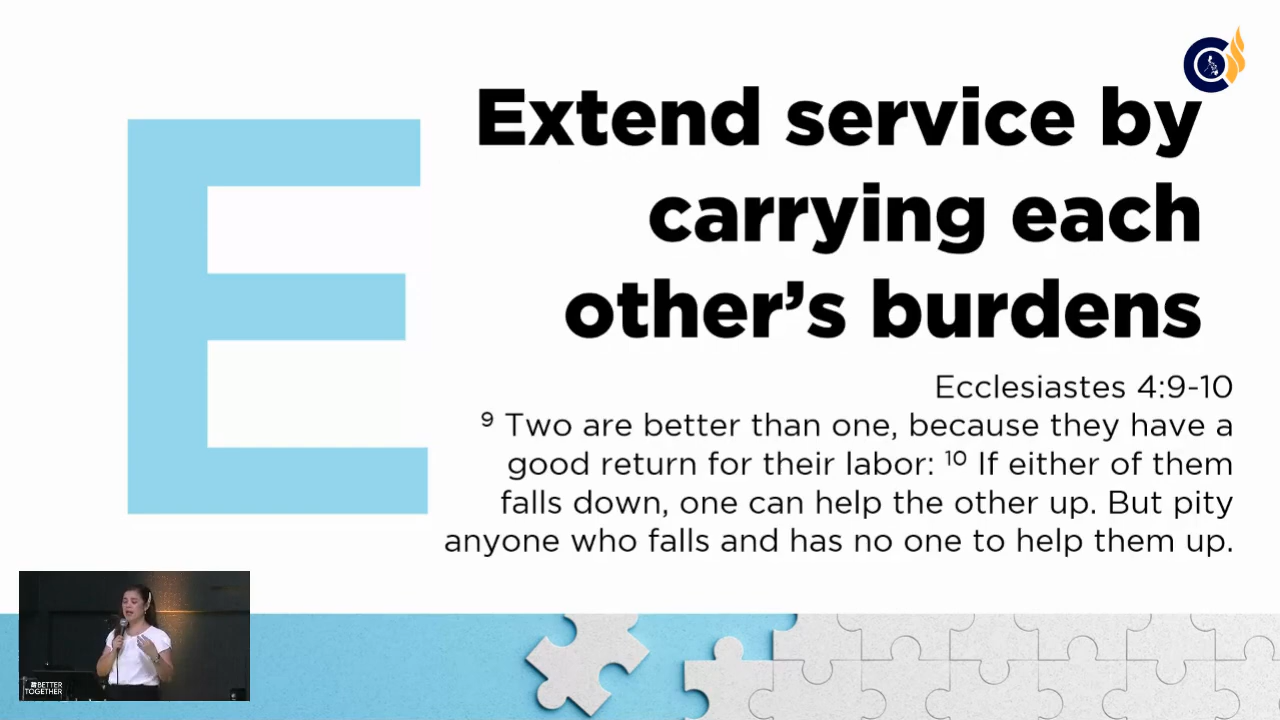 E
Extend service by
carrying each
other’s burdens
Ecclesiastes 4:9-10
⁹ Two are better than one, because they have a
good return for their labor: ¹⁰ If either of them
falls down, one can help the other up. But pity
anyone who falls and has no one to help them up.
#BETTER
TOGETHER